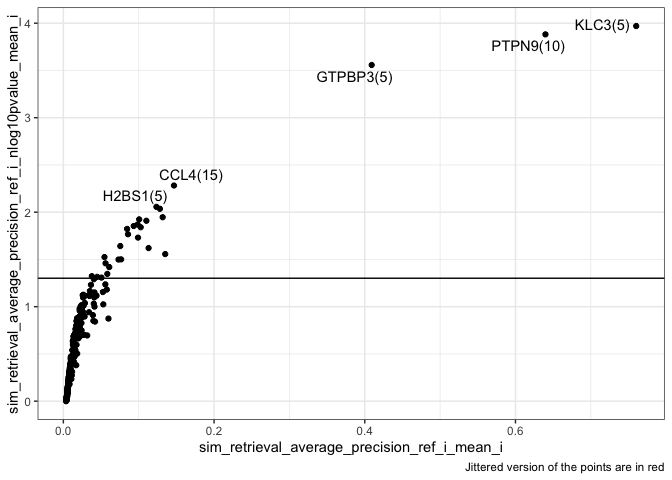 sim_retrieval_average_precision_ref_i_nlog10pvalue_mean_i
4
3
2
1
0
KLC3(5)
PTPN9(10)
GTPBP3(5)
CCL4(15)
H2BS1(5)
0.0
0.2
0.4
0.6
sim_retrieval_average_precision_ref_i_mean_i
Jittered version of the points are in red